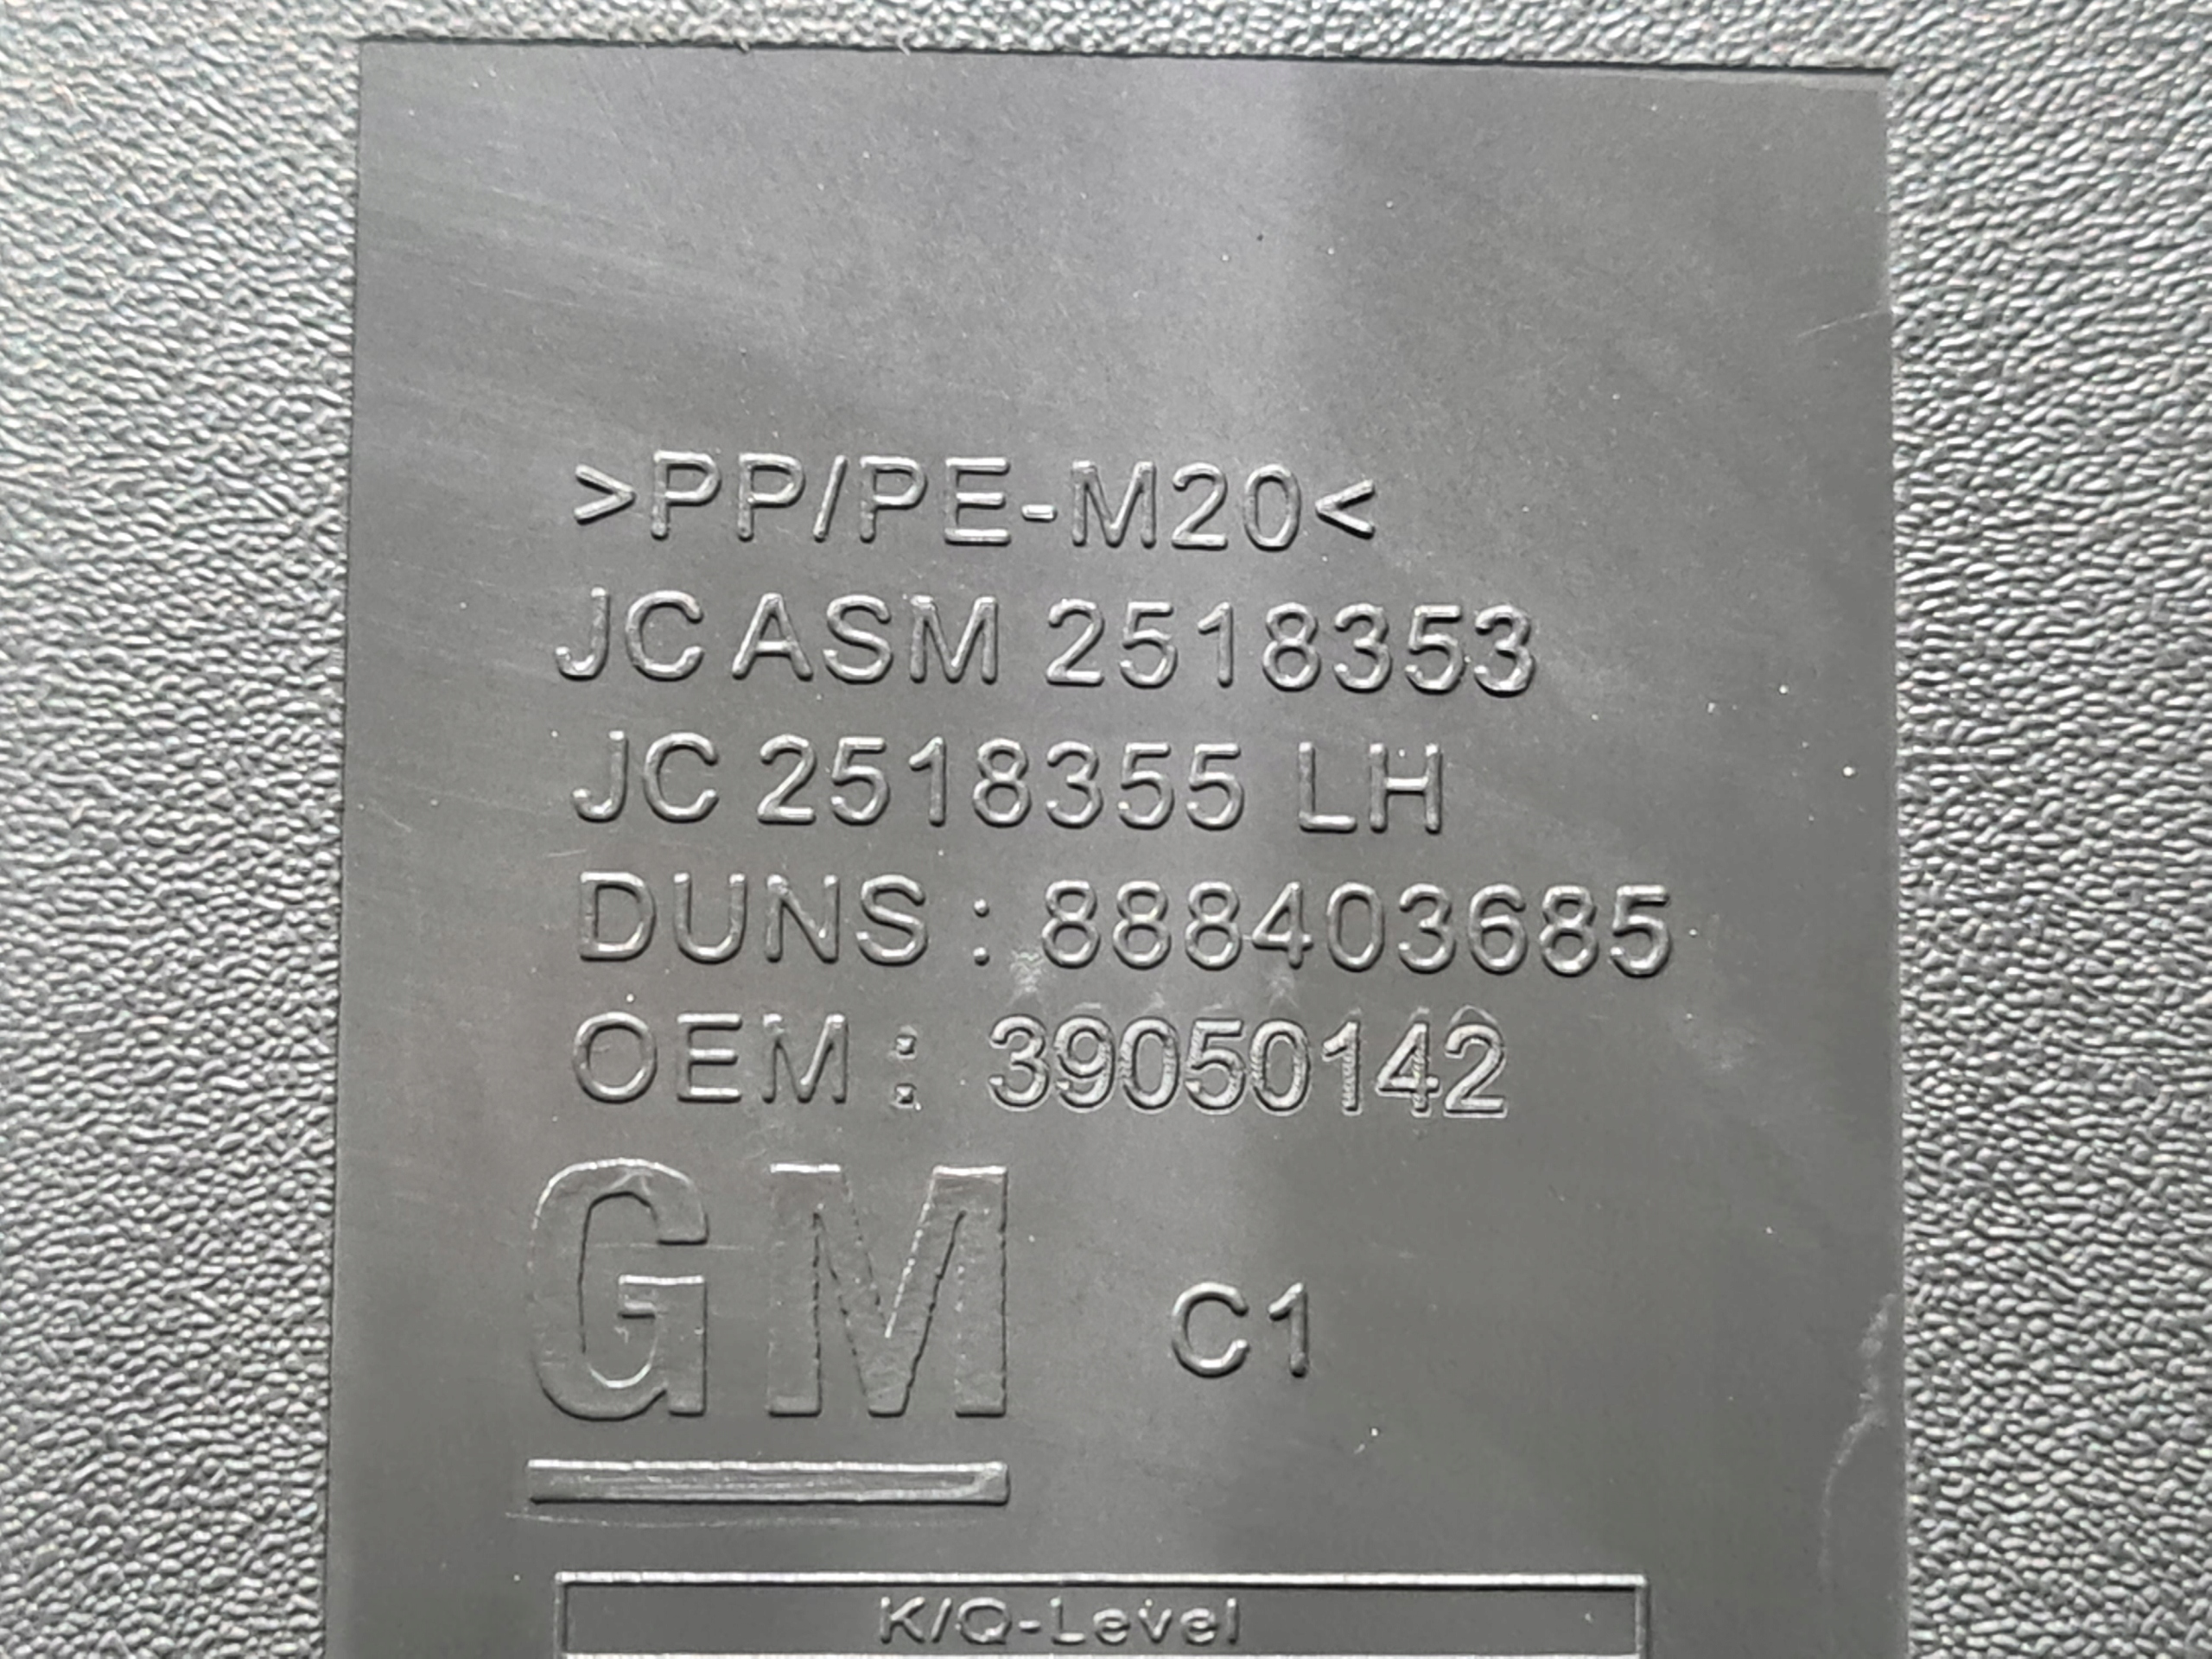 >PP/PE-M20<
JC ASM 2518353
JC 2518355 LH
DUNS : 888403685
OEM : 39050142
GM C1
K/Q-Level